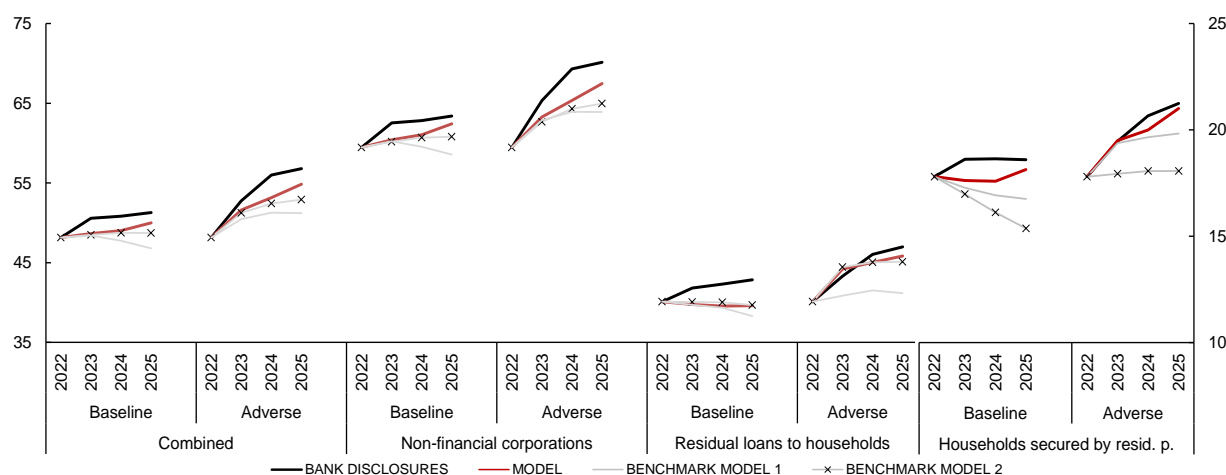 75
65
55
45
35
25
20
15
10
2022 2023 2024 2025 2022 2023 2024 2025 2022 2023 2024 2025 2022 2023 2024 2025 2022 2023 2024 2025 2022 2023 2024 2025 2022 2023 2024 2025 2022 2023 2024 2025
Baseline Adverse Baseline Adverse Baseline Adverse Baseline Adverse
Combined Non-financial corporations Residual loans to households Households secured by resid. p.
BANK DISCLOSURES MODEL BENCHMARK MODEL 1 BENCHMARK MODEL 2